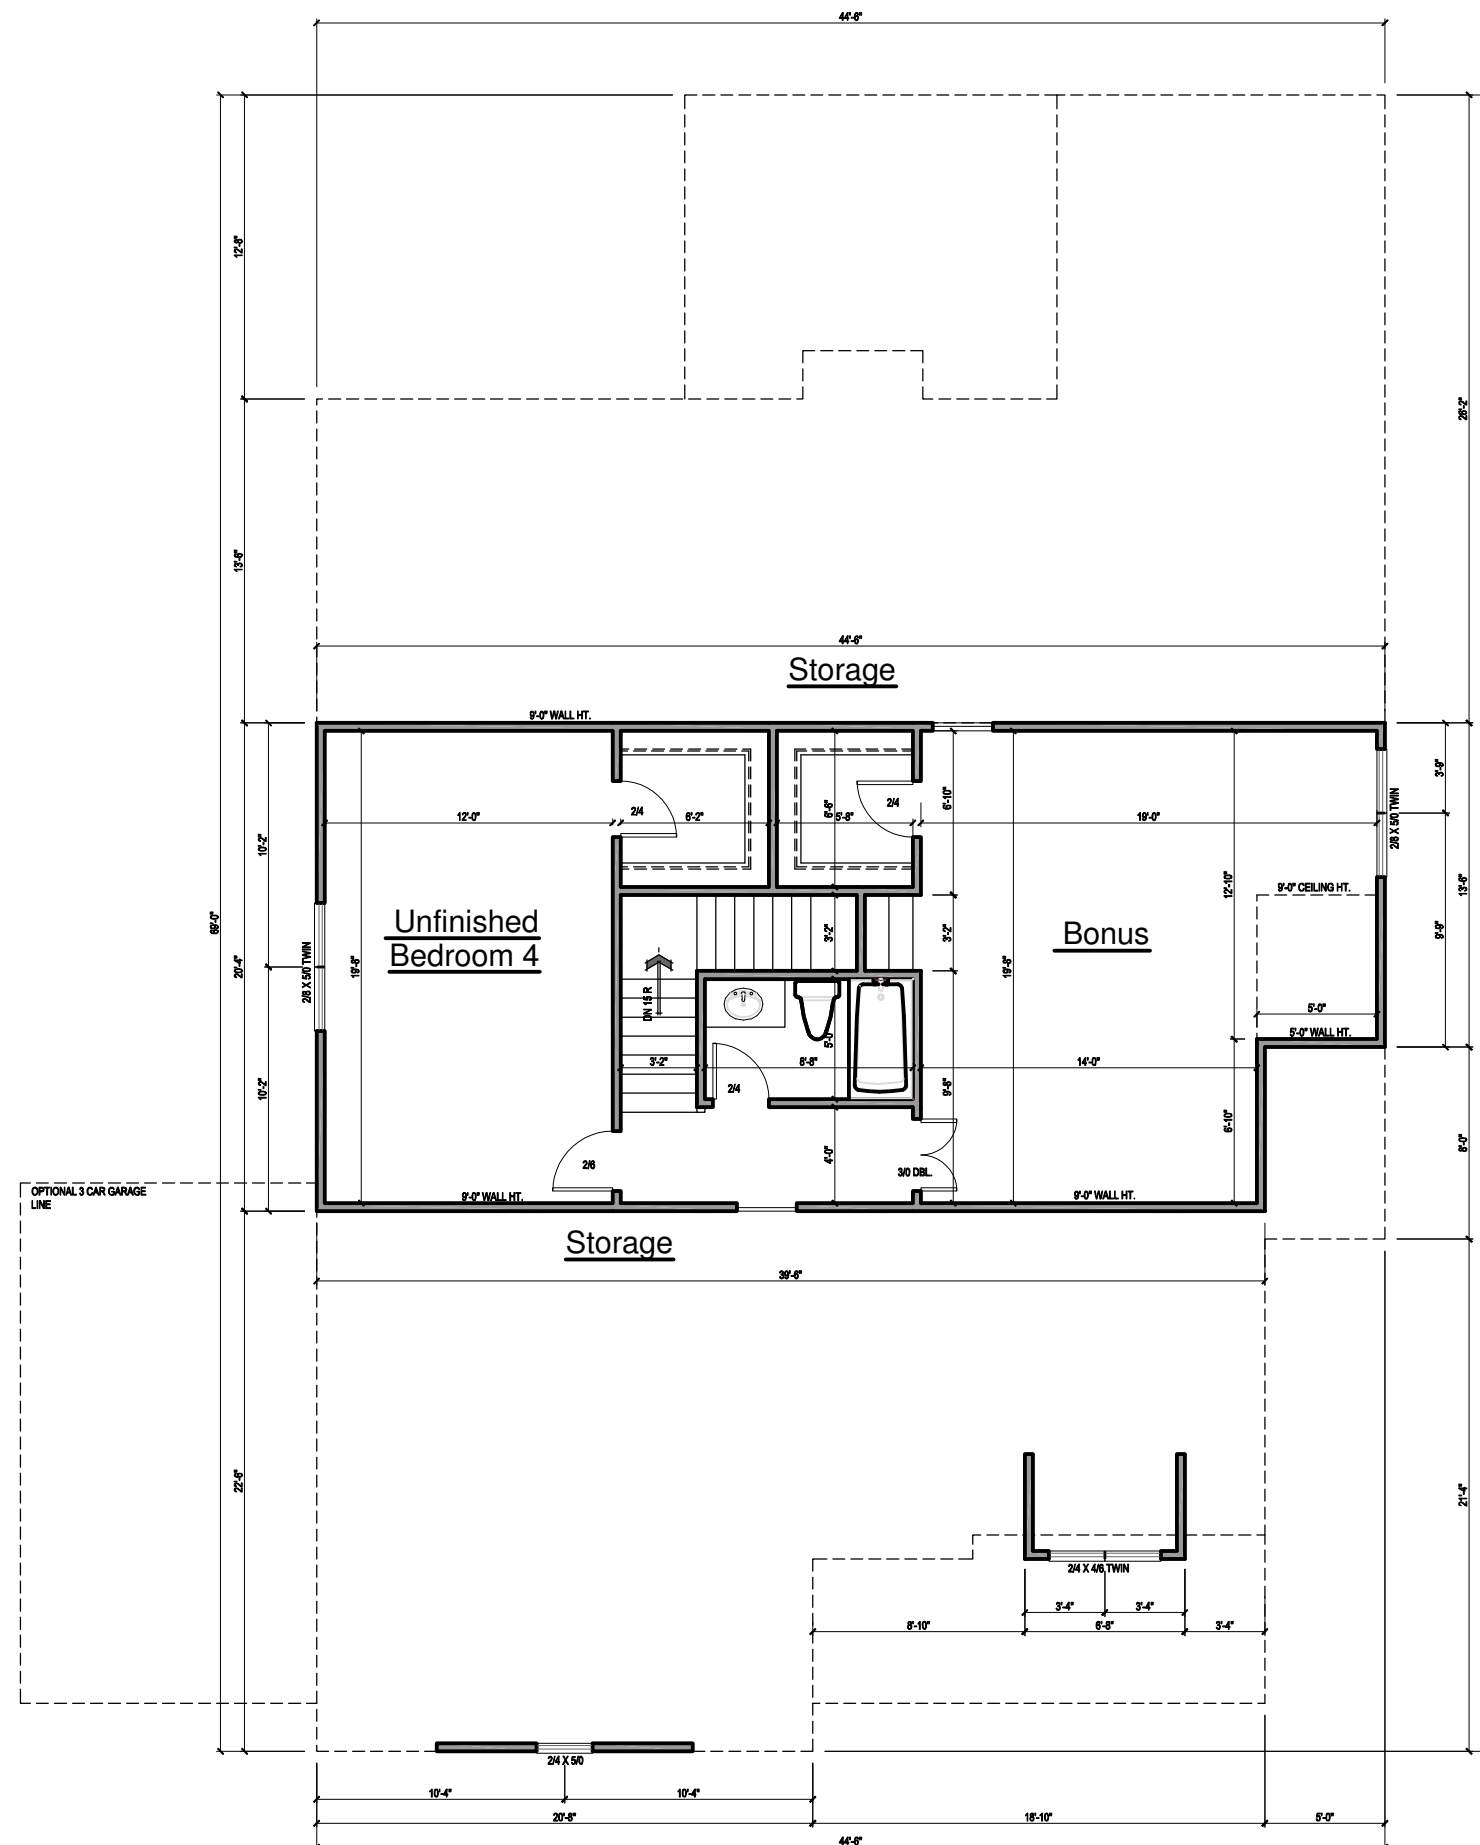 44'-6"
12'-8"
26'-2"
13'-6"
44'-6"
Storage
9'-0" WALL HT.
3'-9"
2/8 X 5/0 TWIN
12'-0"
2/4
6'-2"
6'-6"
5'-8"
2/4
6'-10"
19'-0"
10'-2"
12'-10"
13'-6"
9'-0" CEILING HT.
Unfinished
Bedroom 4
Bonus
3'-2"
3'-2"
9'-9"
69'-0"
20'-4"
2/8 X 5/0 TWIN
19'-8"
19'-8"
DN 15 R
5'-0"
5'-0"
5'-0" WALL HT.
3'-2"
8'-8"
14'-0"
2/4
9'-8"
10'-2"
6'-10"
8'-0"
4'-0"
2/6
3/0 DBL.
OPTIONAL 3 CAR GARAGE
LINE
9'-0" WALL HT.
9'-0" WALL HT.
Storage
39'-6"
22'-6"
21'-4"
2/4 X 4/6 TWIN
3'-4"
3'-4"
8'-10"
6'-8"
3'-4"
2/4 X 5/0
10'-4"
10'-4"
20'-8"
18'-10"
5'-0"
44'-6"